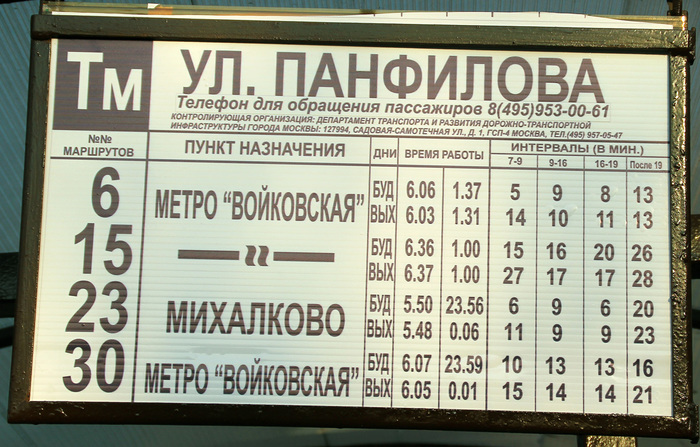 Тм
УЛ. ПАНФИЛОВА
Телефон для обращения пассажиров 8(495)953-00-61
КОНТРОЛИРУЮЩАЯ ОРГАНИЗАЦИЯ: ДЕПАРТАМЕНТ ТРАНСПОРТА И РАЗВИТИЯ ДОРОЖНО-ТРАНСПОРТНОЙ
ИНФРАСТРУКТУРЫ ГОРОДА МОСКВЫ: 127994, САДОВАЯ-САМОТЕЧНАЯ УЛ., Д. 1, ГСП-4 МОСКВА, ТЕЛ.(495) 957-05-47
№№ МАРШРУТОВ ПУНКТ НАЗНАЧЕНИЯ ДНИ ВРЕМЯ РАБОТЫ ИНТЕРВАЛЫ (В МИН.)
7-9 9-16 16-19 После 19
6 МЕТРО "ВОЙКОВСКАЯ" БУД 6.06 1.37 5 9 8 13
ВЫХ 6.03 1.31 14 10 11 13
15 — " — БУД 6.36 1.00 15 16 20 26
ВЫХ 6.37 1.00 27 17 17 28
23 МИХАЛКОВО БУД 5.50 23.56 6 9 6 20
ВЫХ 5.48 0.06 11 9 9 23
30 МЕТРО "ВОЙКОВСКАЯ" БУД 6.07 23.59 10 13 13 16
ВЫХ 6.05 0.01 15 14 14 21